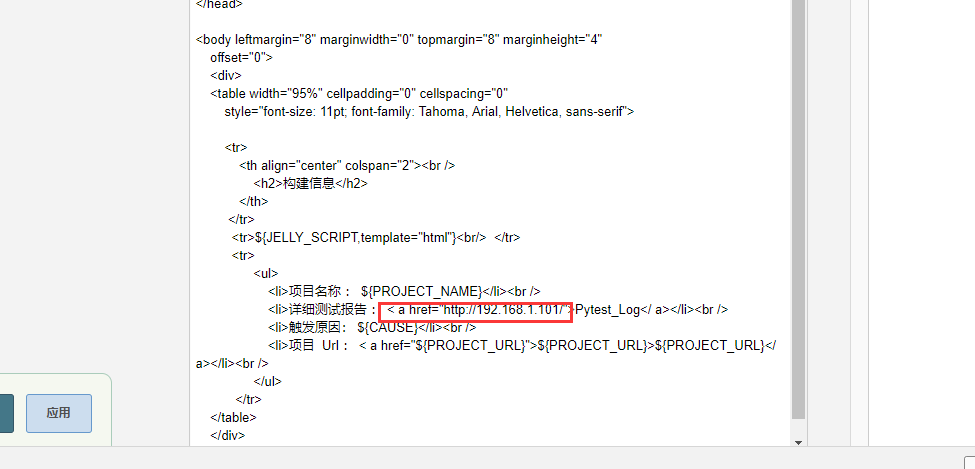 </head>
<body leftmargin="8" marginwidth="0" topmargin="8" marginheight="4"
offset="0">
<div>
<table width="95%" cellpadding="0" cellspacing="0"
style="font-size: 11pt; font-family: Tahoma, Arial, Helvetica, sans-serif">
<tr>
<th align="center" colspan="2"><br />
<h2>构建信息</h2>
</th>
</tr>
<tr>${JELLY_SCRIPT,template="html"}<br/> </tr>
<tr>
<ul>
<li>项目名称： ${PROJECT_NAME}</li><br />
<li>详细测试报告： < a href="http://192.168.1.101/">Pytest_Log</ a></li><br />
<li>触发原因: ${CAUSE}</li><br />
<li>项目 Url： < a href="${PROJECT_URL}">${PROJECT_URL}>${PROJECT_URL}</
a></li><br />
</ul>
</tr>
</table>
</div>
应用